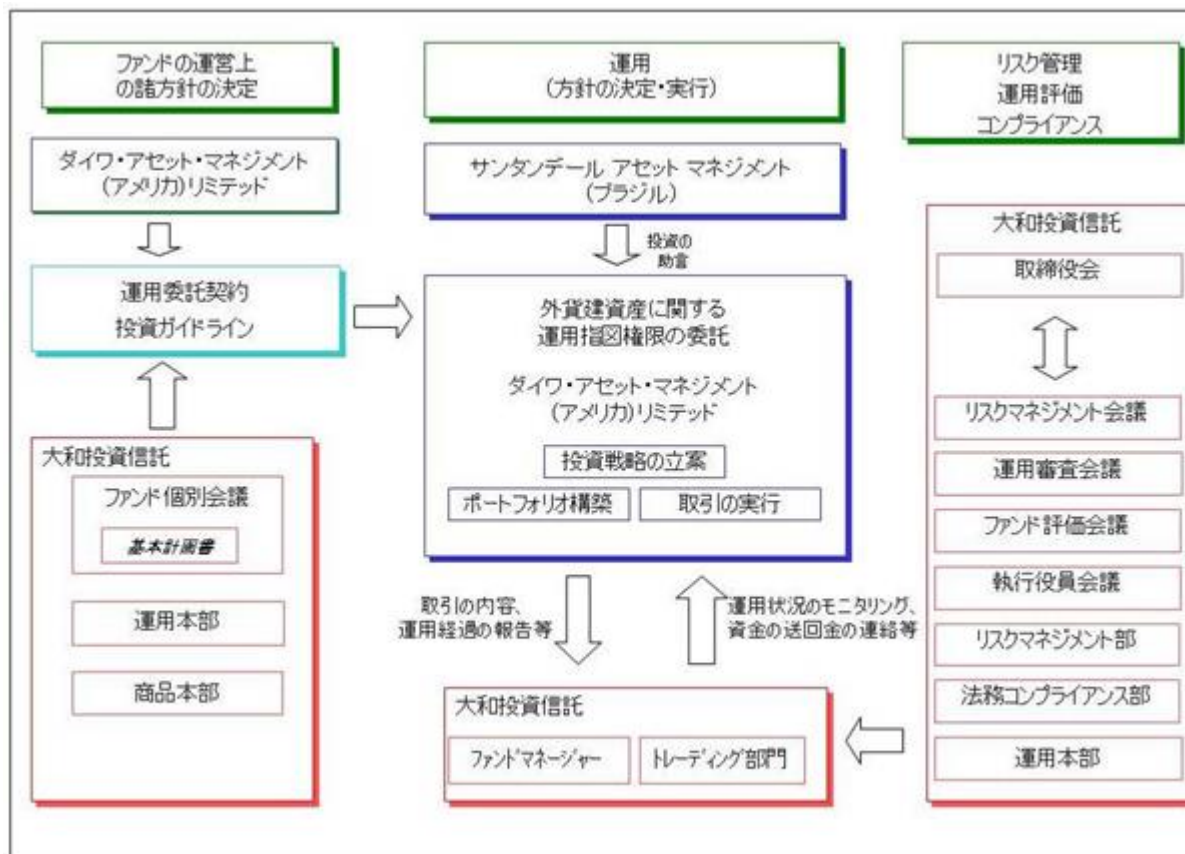 ファンドの運営上
の諸方針の決定
ダイワ・アセット・マネジメント
(アメリカ)リミテッド
運用委託契約
投資ガイドライン
大和投資信託
ファンド個別会議
基本計画書
運用本部
商品本部
運用
(方針の決定・実行)
サンタンデール アセット マネジメント
(ブラジル)
投資の
助言
外貨建資産に関する
運用指図権限の委託
ダイワ・アセット・マネジメント
(アメリカ)リミテッド
投資戦略の立案
ポートフォリオ構築
取引の実行
取引の内容、
運用経過の報告等
運用状況のモニタリング、
資金の送回金の連絡等
大和投資信託
ファンドマネージャー
トレーディング部門
リスク管理
運用評価
コンプライアンス
大和投資信託
取締役会
リスクマネジメント会議
運用審査会議
ファンド評価会議
執行役員会議
リスクマネジメント部
法務コンプライアンス部
運用本部